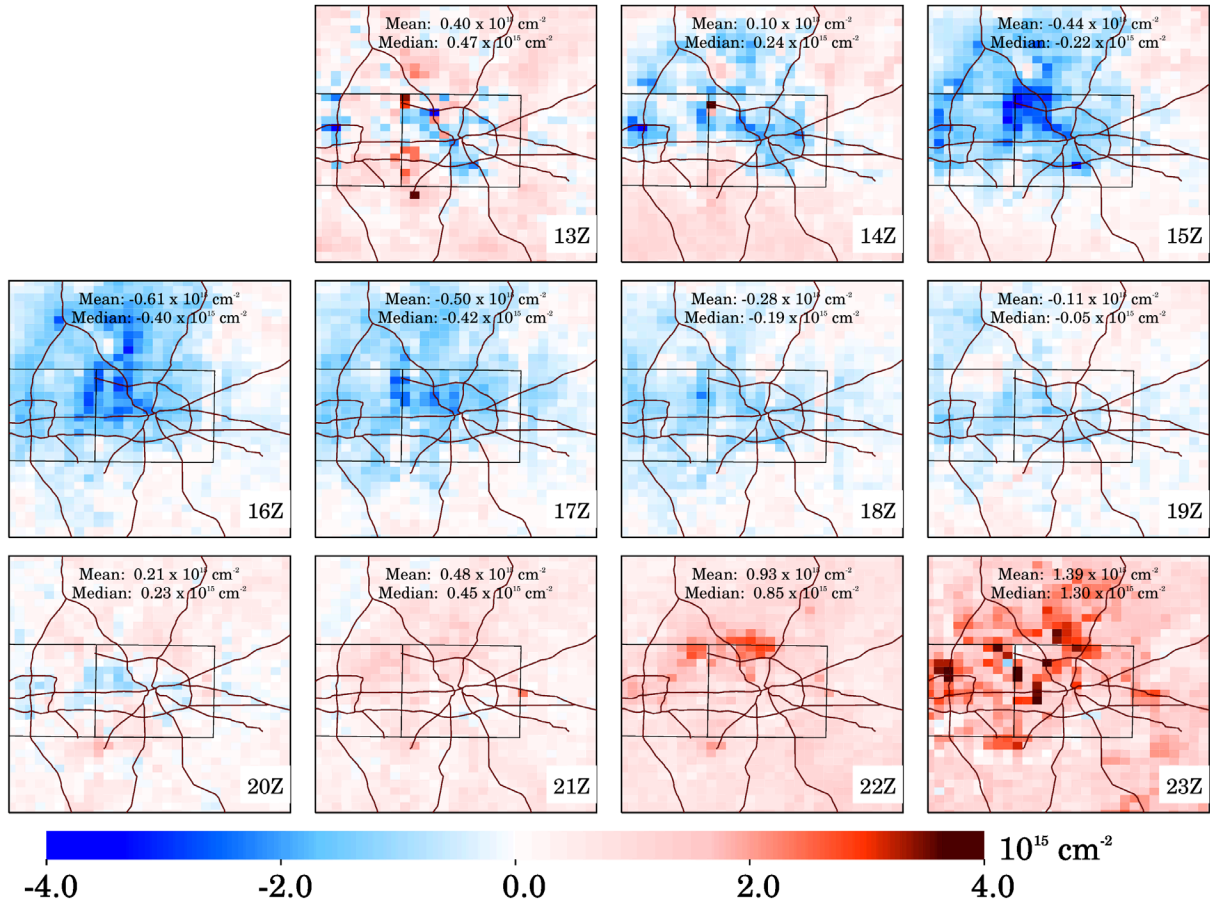 Mean: 0.40 x 10¹⁵ cm⁻²
Median: 0.47 x 10¹⁵ cm⁻²
13Z
Mean: 0.10 x 10¹⁵ cm⁻²
Median: 0.24 x 10¹⁵ cm⁻²
14Z
Mean: -0.44 x 10¹⁵ cm⁻²
Median: -0.22 x 10¹⁵ cm⁻²
15Z
Mean: -0.61 x 10¹⁵ cm⁻²
Median: -0.40 x 10¹⁵ cm⁻²
16Z
Mean: -0.50 x 10¹⁵ cm⁻²
Median: -0.42 x 10¹⁵ cm⁻²
17Z
Mean: -0.28 x 10¹⁵ cm⁻²
Median: -0.19 x 10¹⁵ cm⁻²
18Z
Mean: -0.11 x 10¹⁵ cm⁻²
Median: -0.05 x 10¹⁵ cm⁻²
19Z
Mean: 0.21 x 10¹⁵ cm⁻²
Median: 0.23 x 10¹⁵ cm⁻²
20Z
Mean: 0.48 x 10¹⁵ cm⁻²
Median: 0.45 x 10¹⁵ cm⁻²
21Z
Mean: 0.93 x 10¹⁵ cm⁻²
Median: 0.85 x 10¹⁵ cm⁻²
22Z
Mean: 1.39 x 10¹⁵ cm⁻²
Median: 1.30 x 10¹⁵ cm⁻²
23Z
10¹⁵ cm⁻²
-4.0 -2.0 0.0 2.0 4.0